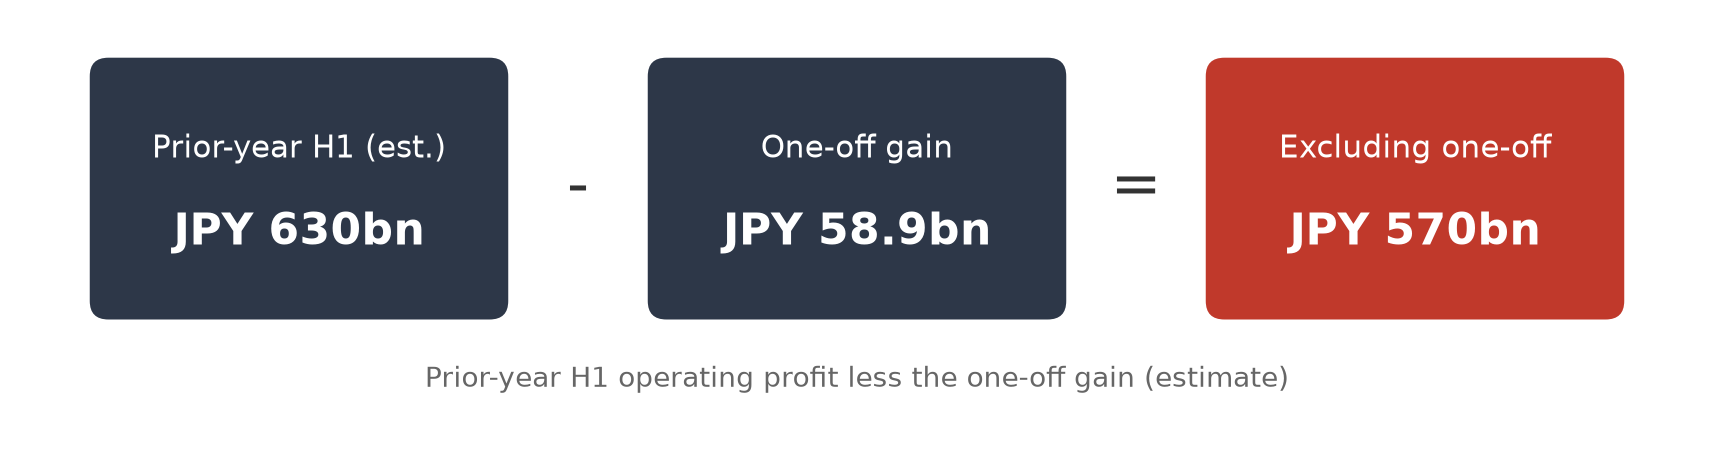 Prior-year H1 (est.)
JPY 630bn
-
One-off gain
JPY 58.9bn
=
Excluding one-off
JPY 570bn
Prior-year H1 operating profit less the one-off gain (estimate)